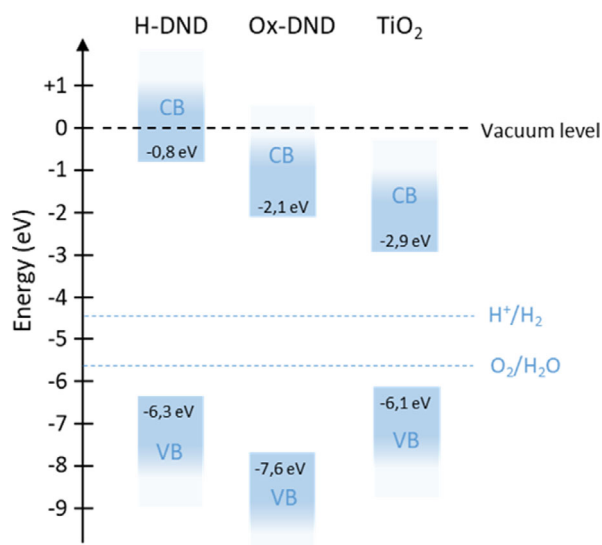 H-DND Ox-DND TiO₂
Energy (eV)
+1
0
-1
-2
-3
-4
-5
-6
-7
-8
-9
CB
-0,8 eV
CB
-2,1 eV
CB
-2,9 eV
Vacuum level
H⁺/H₂
O₂/H₂O
-6,3 eV
VB
-7,6 eV
VB
-6,1 eV
VB